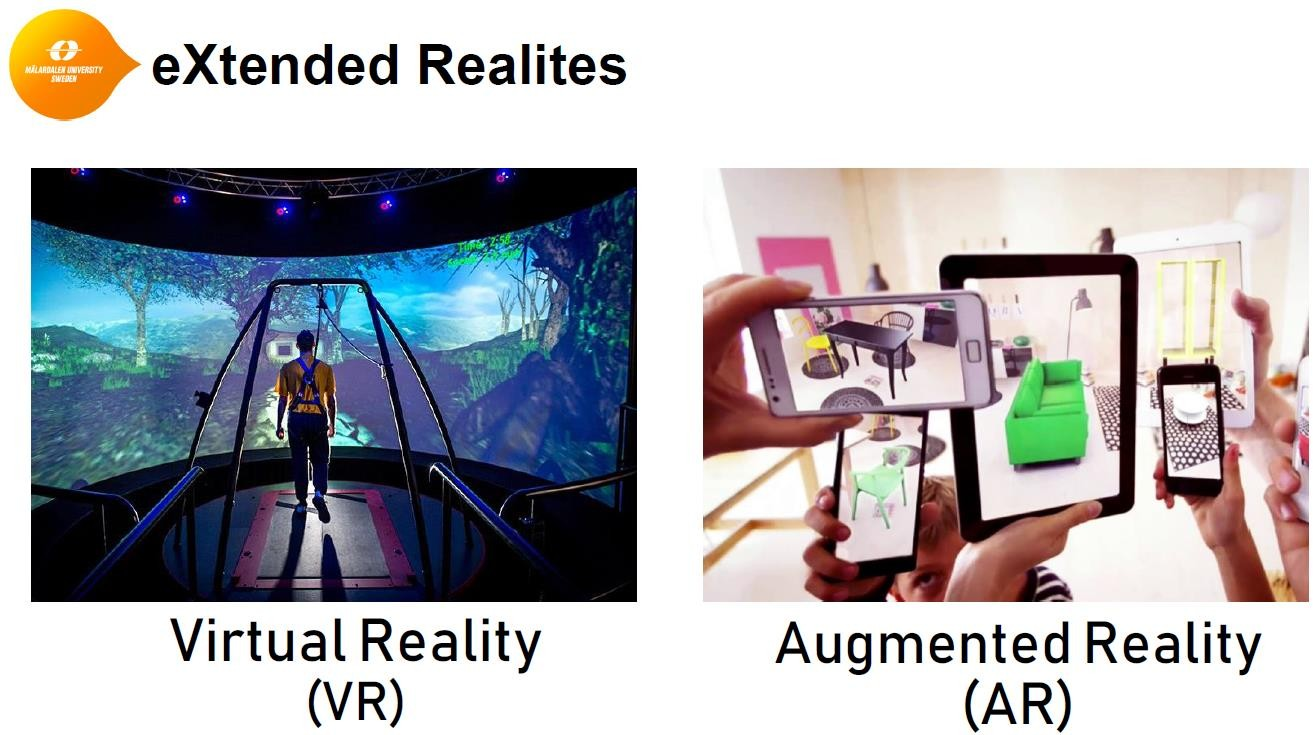 MÄLARDALEN UNIVERSITY
SWEDEN
eXtended Realites
Virtual Reality
(VR)
Augmented Reality
(AR)